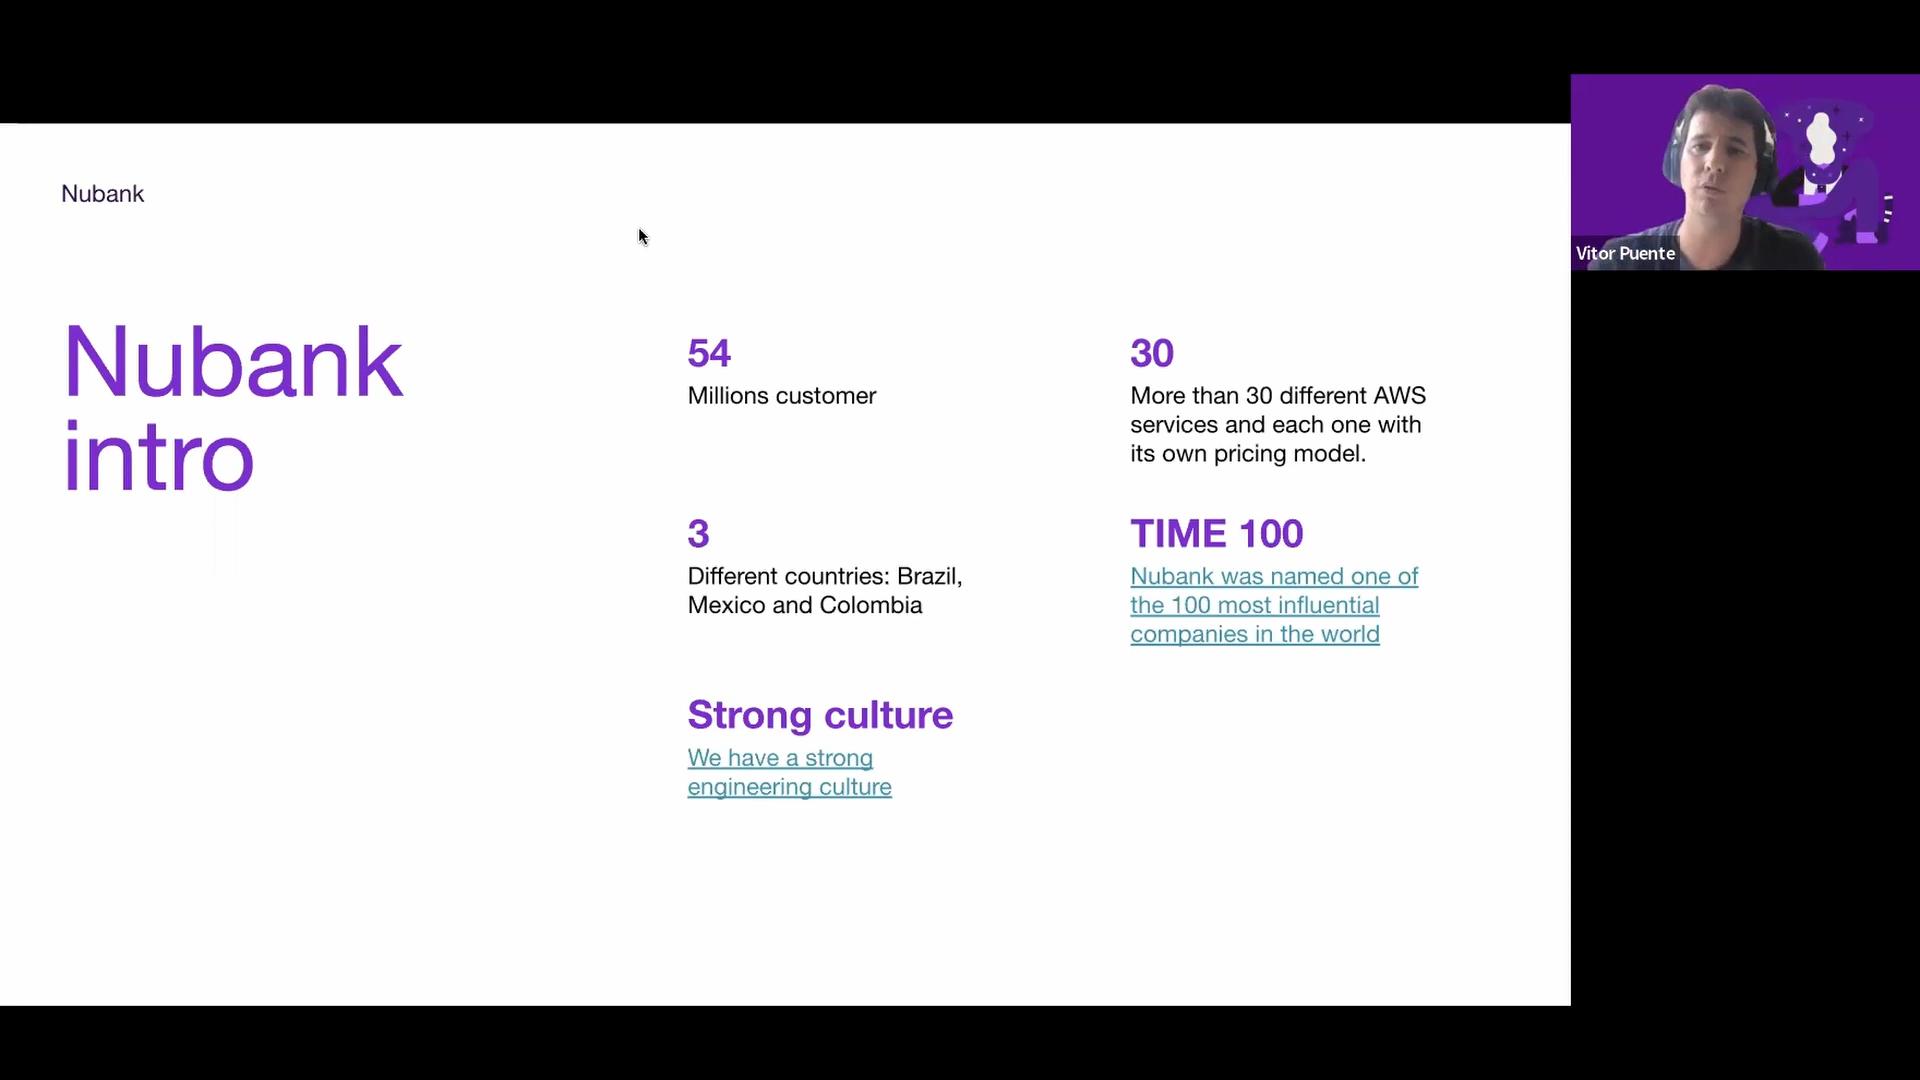 Nubank
Nubank
intro
54
Millions customer
30
More than 30 different AWS
services and each one with
its own pricing model.
3
Different countries: Brazil,
Mexico and Colombia
TIME 100
Nubank was named one of
the 100 most influential
companies in the world
Strong culture
We have a strong
engineering culture
Vitor Puente